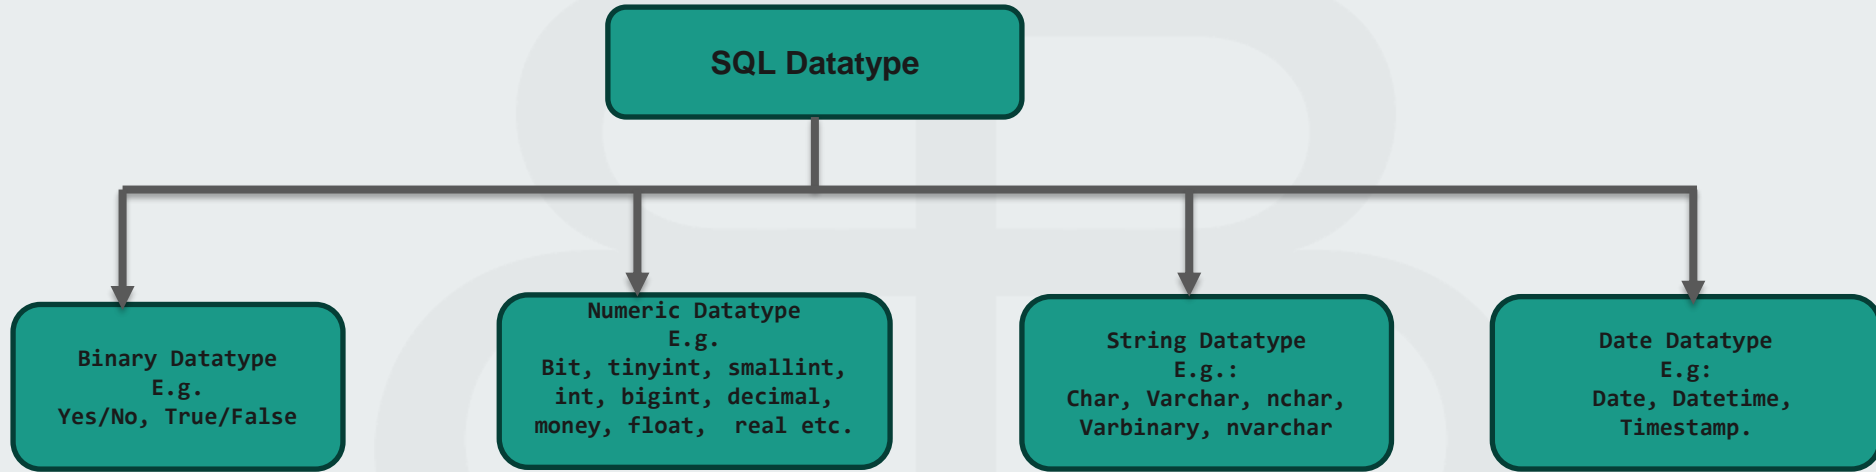 SQL Datatype
Binary Datatype
E.g.
Yes/No, True/False
Numeric Datatype
E.g.
Bit, tinyint, smallint,
int, bigint, decimal,
money, float,  real etc.
String Datatype
E.g.:
Char, Varchar, nchar,
Varbinary, nvarchar
Date Datatype
E.g:
Date, Datetime,
Timestamp.